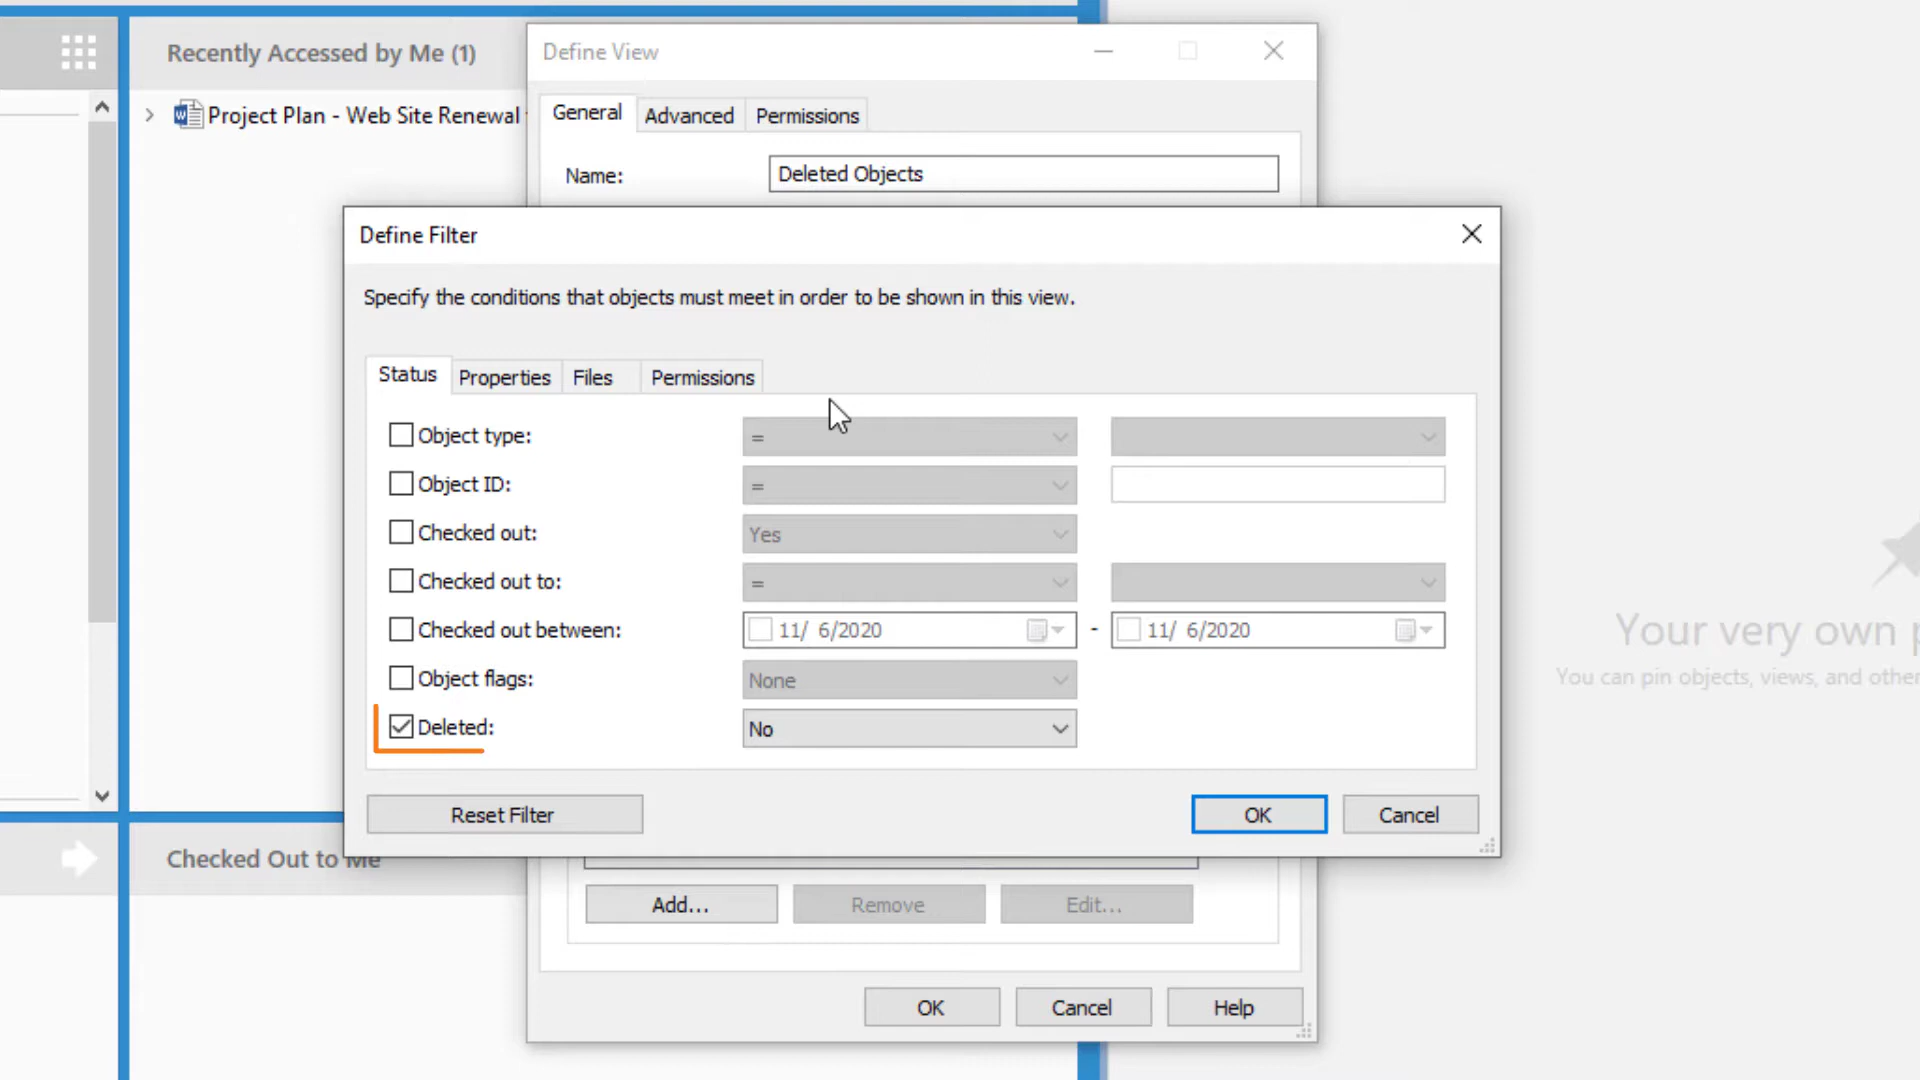 Recently Accessed by Me (1)
Project Plan - Web Site Renewal
Define View
General
Advanced
Permissions
Name:
Deleted Objects
Define Filter
Specify the conditions that objects must meet in order to be shown in this view.
Status
Properties
Files
Permissions
Object type:
=
Object ID:
=
Checked out:
Yes
Checked out to:
=
Checked out between:
11/ 6/2020
-
11/ 6/2020
Object flags:
None
Deleted:
No
Reset Filter
OK
Cancel
Your very own
You can pin objects, views, and other
Checked Out to Me
Add...
Remove
Edit...
OK
Cancel
Help